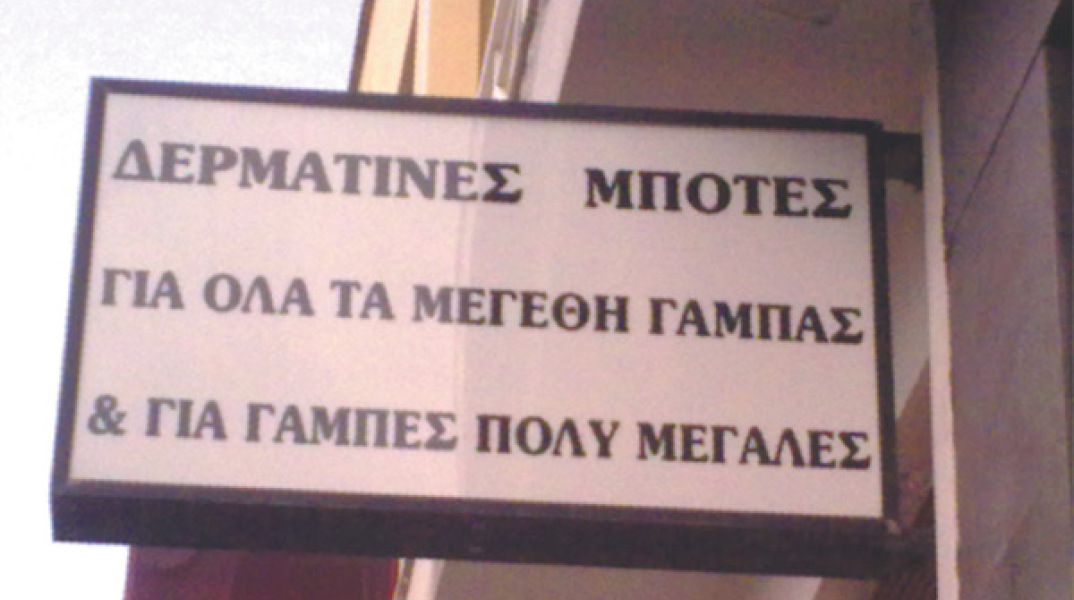 ΔΕΡΜΑΤΙΝΕΣ ΜΠΟΤΕΣ
ΓΙΑ ΟΛΑ ΤΑ ΜΕΓΕΘΗ ΓΑΜΠΑΣ
& ΓΙΑ ΓΑΜΠΕΣ ΠΟΛΥ ΜΕΓΑΛΕΣ